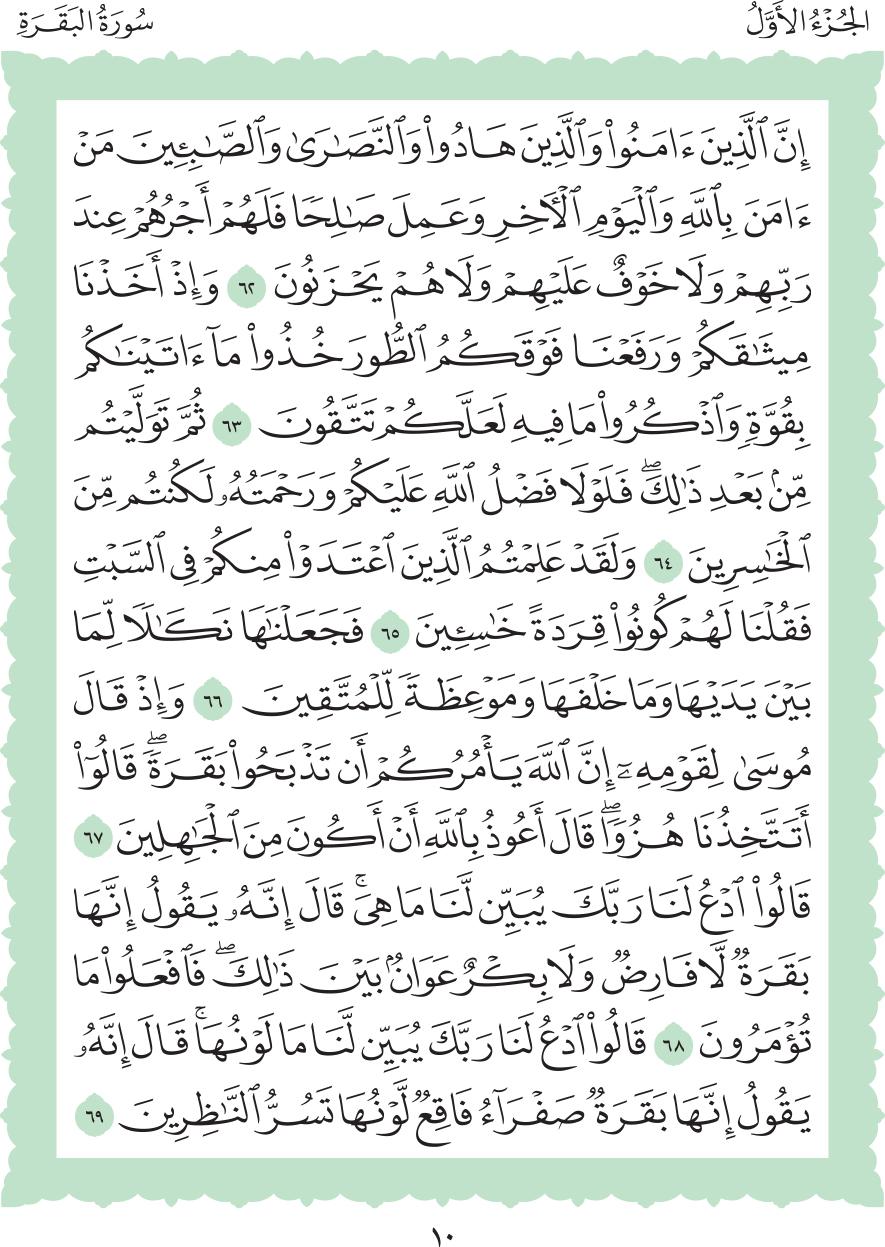 الجُزْءُ الأَوَّلُ
سُورَةُ البَقَرَةِ
إِنَّ ٱلَّذِينَ ءَامَنُوا۟ وَٱلَّذِينَ هَادُوا۟ وَٱلنَّصَٰرَىٰ وَٱلصَّٰبِـِٔينَ مَنْ
ءَامَنَ بِٱللَّهِ وَٱلْيَوْمِ ٱلْـَٔاخِرِ وَعَمِلَ صَٰلِحًا فَلَهُمْ أَجْرُهُمْ عِندَ
رَبِّهِمْ وَلَا خَوْفٌ عَلَيْهِمْ وَلَا هُمْ يَحْزَنُونَ ٦٢ وَإِذْ أَخَذْنَا
مِيثَٰقَكُمْ وَرَفَعْنَا فَوْقَكُمُ ٱلطُّورَ خُذُوا۟ مَآ ءَاتَيْنَٰكُم
بِقُوَّةٍ وَٱذْكُرُوا۟ مَا فِيهِ لَعَلَّكُمْ تَتَّقُونَ ٦٣ ثُمَّ تَوَلَّيْتُم
مِّنۢ بَعْدِ ذَٰلِكَ ۖ فَلَوْلَا فَضْلُ ٱللَّهِ عَلَيْكُمْ وَرَحْمَتُهُۥ لَكُنتُم مِّنَ
ٱلْخَٰسِرِينَ ٦٤ وَلَقَدْ عَلِمْتُمُ ٱلَّذِينَ ٱعْتَدَوْا۟ مِنكُمْ فِى ٱلسَّبْتِ
فَقُلْنَا لَهُمْ كُونُوا۟ قِرَدَةً خَٰسِـِٔينَ ٦٥ فَجَعَلْنَٰهَا نَكَٰلًا لِّمَا
بَيْنَ يَدَيْهَا وَمَا خَلْفَهَا وَمَوْعِظَةً لِّلْمُتَّقِينَ ٦٦ وَإِذْ قَالَ
مُوسَىٰ لِقَوْمِهِۦٓ إِنَّ ٱللَّهَ يَأْمُرُكُمْ أَن تَذْبَحُوا۟ بَقَرَةً ۖ قَالُوٓا۟
أَتَتَّخِذُنَا هُزُوًا ۖ قَالَ أَعُوذُ بِٱللَّهِ أَنْ أَكُونَ مِنَ ٱلْجَٰهِلِينَ ٦٧
قَالُوا۟ ٱدْعُ لَنَا رَبَّكَ يُبَيِّن لَّنَا مَا هِىَ ۚ قَالَ إِنَّهُۥ يَقُولُ إِنَّهَا
بَقَرَةٌ لَّا فَارِضٌ وَلَا بِكْرٌ عَوَانٌۢ بَيْنَ ذَٰلِكَ ۖ فَٱفْعَلُوا۟ مَا
تُؤْمَرُونَ ٦٨ قَالُوا۟ ٱدْعُ لَنَا رَبَّكَ يُبَيِّن لَّنَا مَا لَوْنُهَا ۚ قَالَ إِنَّهُۥ
يَقُولُ إِنَّهَا بَقَرَةٌ صَفْرَآءُ فَاقِعٌ لَّوْنُهَا تَسُرُّ ٱلنَّٰظِرِينَ ٦٩
١٠